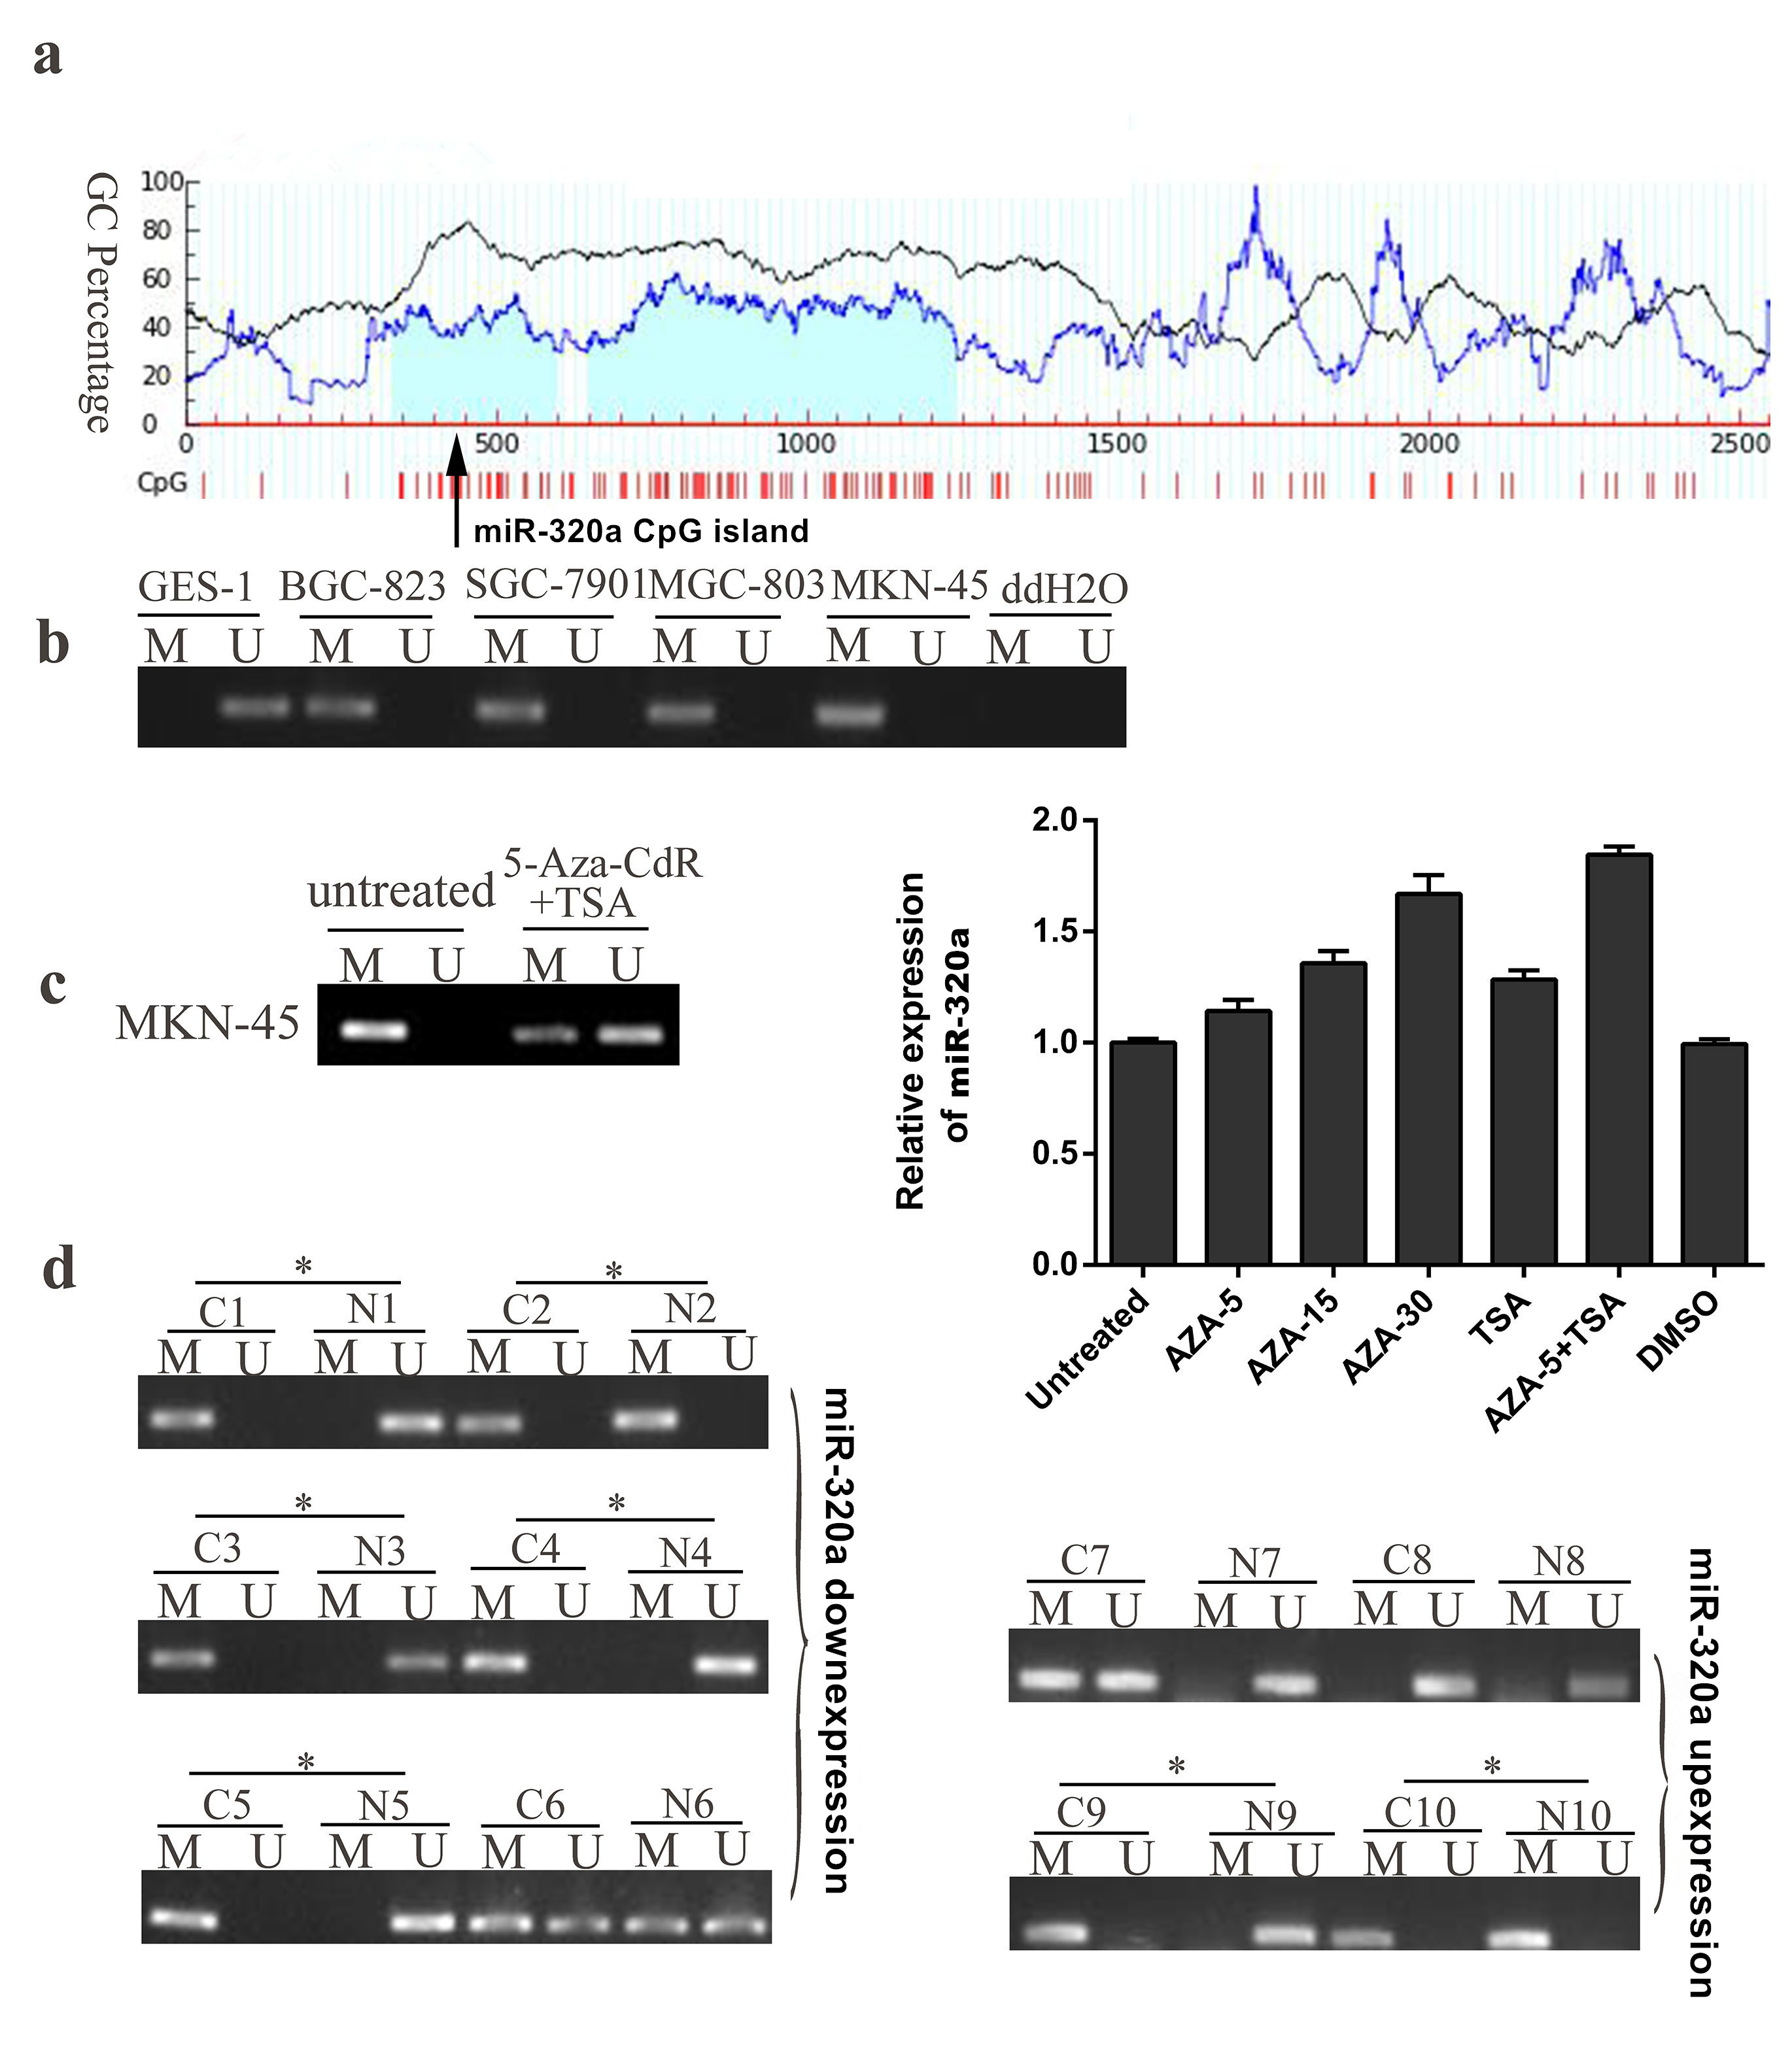 a
GC Percentage
100
80
60
40
20
0
0 500 1000 1500 2000 2500
CpG
miR-320a CpG island
b
GES-1 BGC-823 SGC-7901 MGC-803 MKN-45 ddH2O
M U M U M U M U M U M U
c
untreated 5-Aza-CdR
+TSA
M U M U
MKN-45
Relative expression
of miR-320a
2.0
1.5
1.0
0.5
0.0
Untreated AZA-5 AZA-15 AZA-30 TSA AZA-5+TSA DMSO
d
* *
C1 N1 C2 N2
M U M U M U M U
* *
C3 N3 C4 N4
M U M U M U M U
*
C5 N5 C6 N6
M U M U M U M U
miR-320a downexpression
C7 N7 C8 N8
M U M U M U M U
* *
C9 N9 C10 N10
M U M U M U M U
miR-320a upexpression